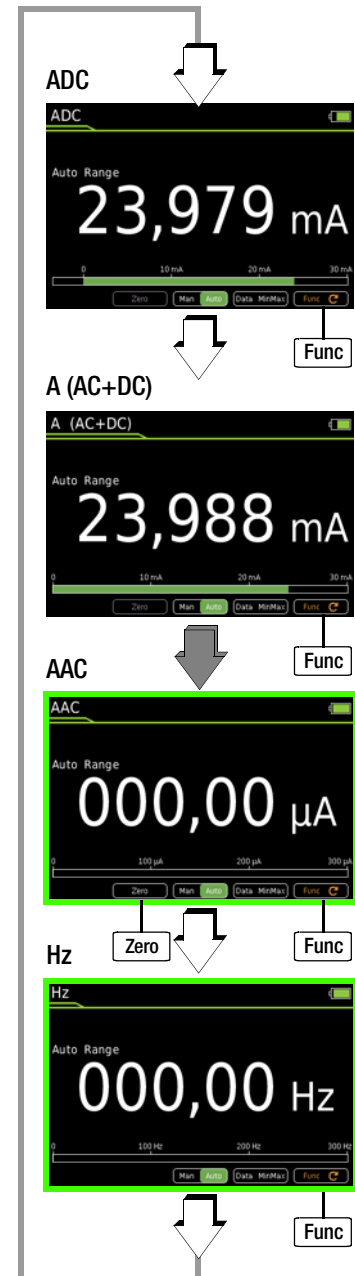 ADC
ADC
Auto Range
23,979 mA
0 10 mA 20 mA 30 mA
Zero Man Auto Data MinMax Func
Func
A (AC+DC)
A (AC+DC)
Auto Range
23,988 mA
0 10 mA 20 mA 30 mA
Zero Man Auto Data MinMax Func
Func
AAC
AAC
Auto Range
000,00 µA
0 100 µA 200 µA 300 µA
Zero Man Auto Data MinMax Func
Zero Func
Hz
Hz
Auto Range
000,00 Hz
0 100 Hz 200 Hz 300 Hz
Man Auto Data MinMax Func
Func